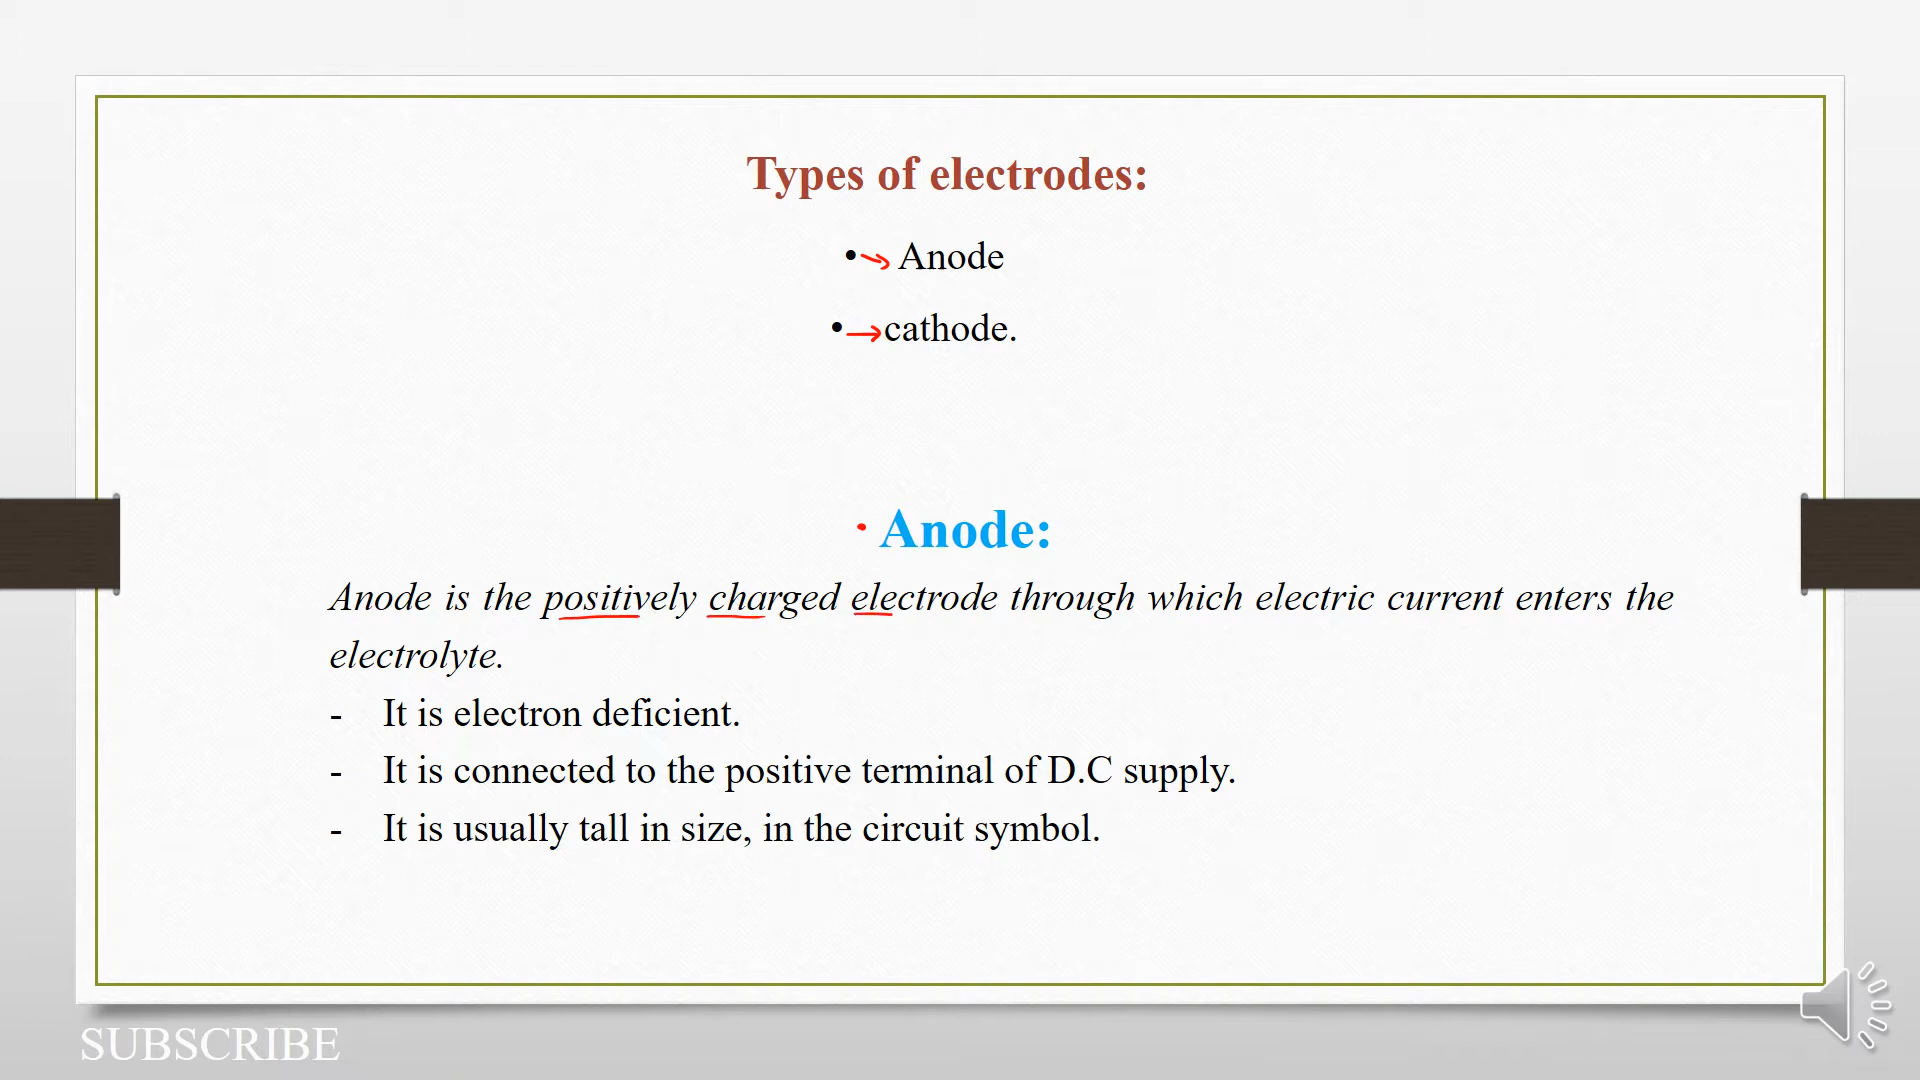 Types of electrodes:
• Anode
• cathode.
• Anode:
Anode is the positively charged electrode through which electric current enters the
electrolyte.
- It is electron deficient.
- It is connected to the positive terminal of D.C supply.
- It is usually tall in size, in the circuit symbol.
SUBSCRIBE